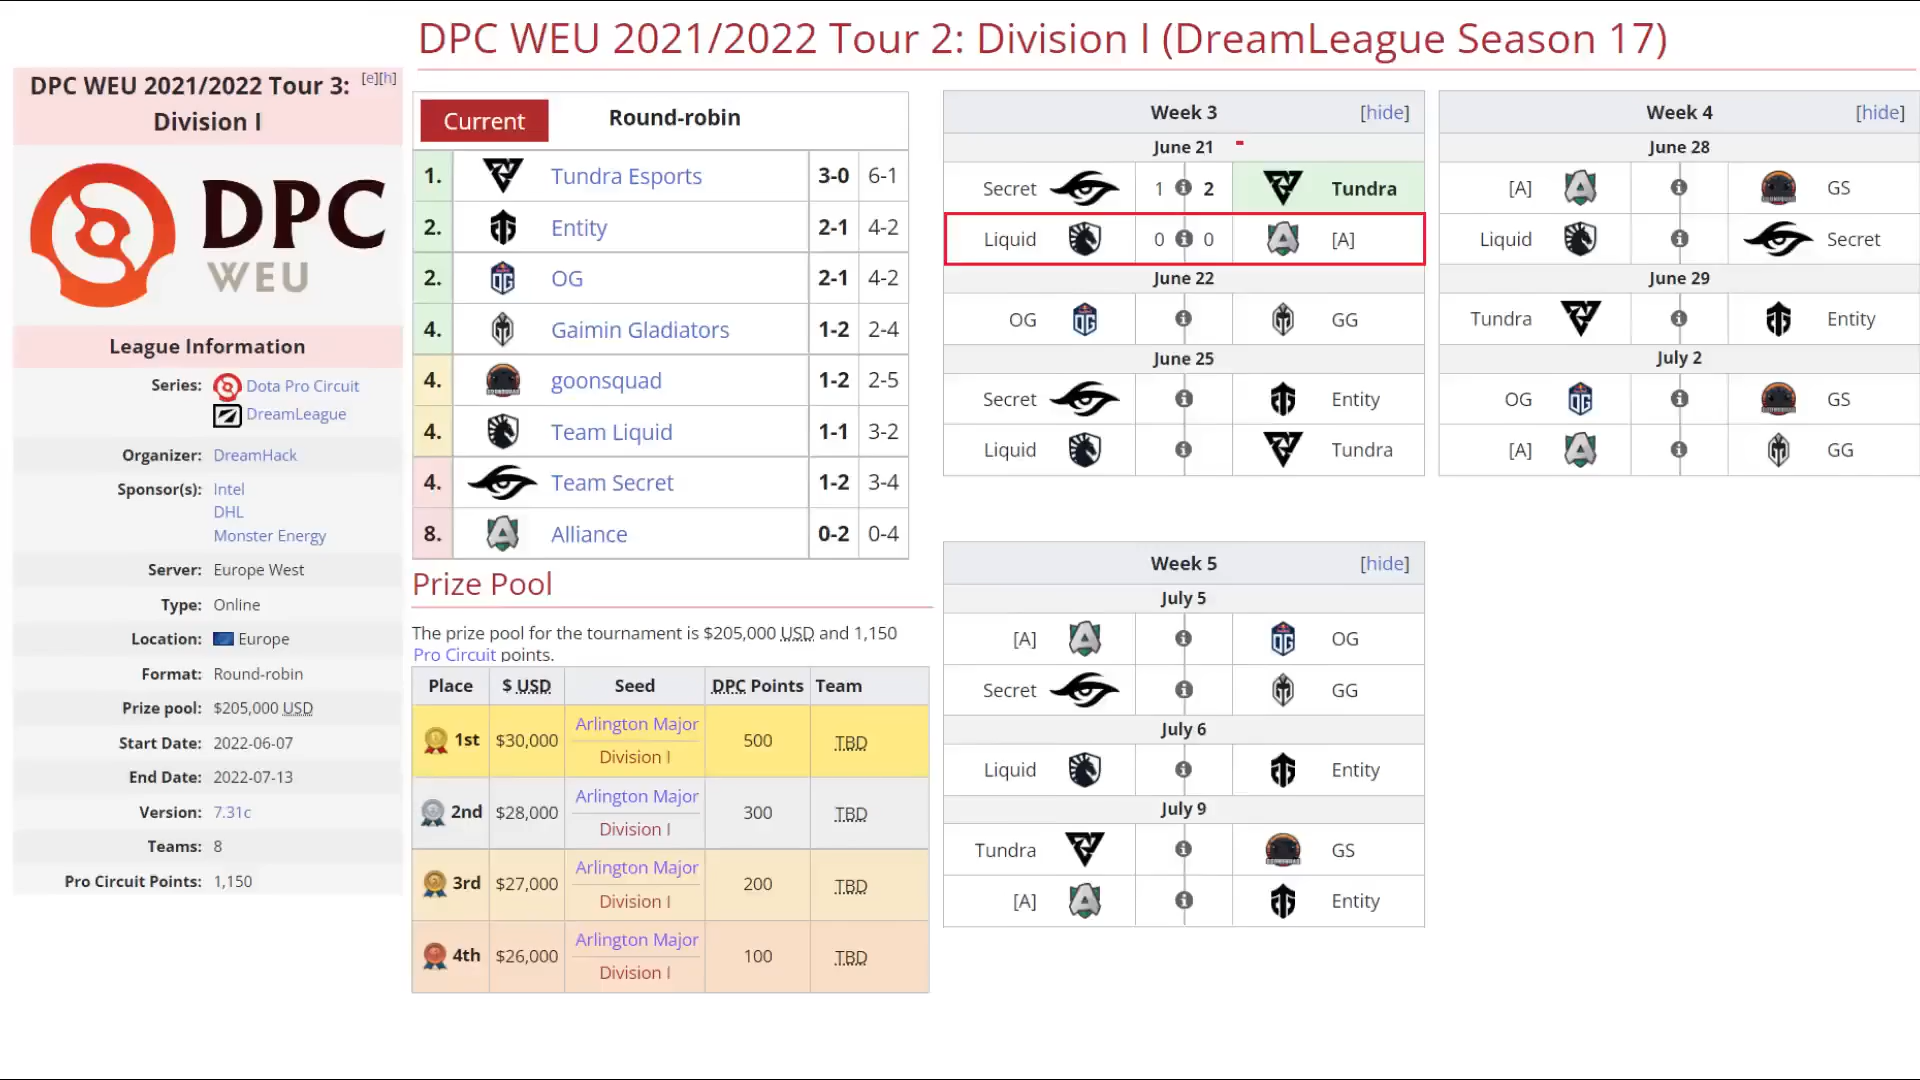 DPC WEU 2021/2022 Tour 2: Division I (DreamLeague Season 17)
DPC WEU 2021/2022 Tour 3: [e][h]
Division I
DPC
WEU
League Information
Series: Dota Pro Circuit
DreamLeague
Organizer: DreamHack
Sponsor(s): Intel
DHL
Monster Energy
Server: Europe West
Type: Online
Location: Europe
Format: Round-robin
Prize pool: $205,000 USD
Start Date: 2022-06-07
End Date: 2022-07-13
Version: 7.31c
Teams: 8
Pro Circuit Points: 1,150
Current Round-robin
1. Tundra Esports 3-0 6-1
2. Entity 2-1 4-2
2. OG 2-1 4-2
4. Gaimin Gladiators 1-2 2-4
4. goonsquad 1-2 2-5
4. Team Liquid 1-1 3-2
4. Team Secret 1-2 3-4
8. Alliance 0-2 0-4
Prize Pool
The prize pool for the tournament is $205,000 USD and 1,150
Pro Circuit points.
Place $ USD Seed DPC Points Team
1st $30,000 Arlington Major Division I 500 TBD
2nd $28,000 Arlington Major Division I 300 TBD
3rd $27,000 Arlington Major Division I 200 TBD
4th $26,000 Arlington Major Division I 100 TBD
Week 3 [hide]
June 21
Secret 1 2 Tundra
Liquid 0 0 [A]
June 22
OG GG
June 25
Secret Entity
Liquid Tundra
Week 4 [hide]
June 28
[A] GS
Liquid Secret
June 29
Tundra Entity
July 2
OG GS
[A] GG
Week 5 [hide]
July 5
[A] OG
Secret GG
July 6
Liquid Entity
July 9
Tundra GS
[A] Entity